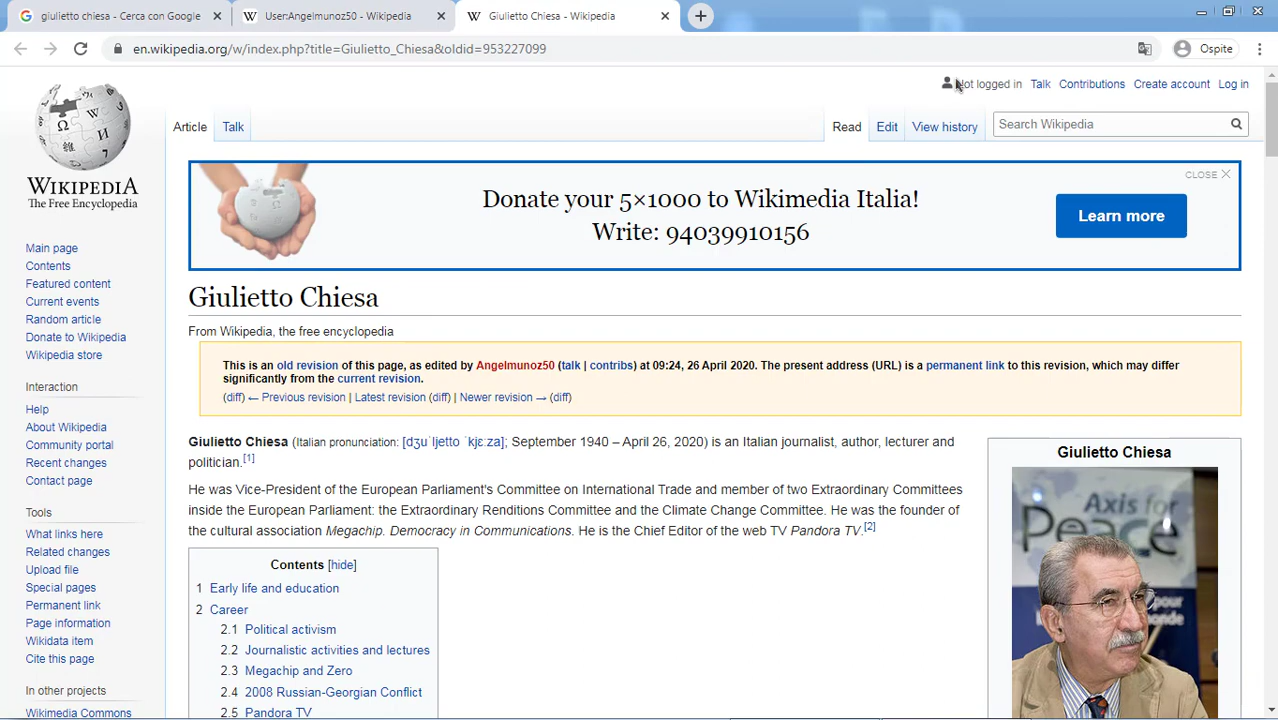 giulietto chiesa - Cerca con Google
UserAngelmunoz50 - Wikipedia
Giulietto Chiesa - Wikipedia
en.wikipedia.org/w/index.php?title=Giulietto_Chiesa&oldid=953227099
Ospite
Not logged in Talk Contributions Create account Log in
WIKIPEDIA
The Free Encyclopedia
Article Talk
Read Edit View history
Search Wikipedia
CLOSE
Donate your 5×1000 to Wikimedia Italia!
Write: 94039910156
Learn more
Main page
Contents
Featured content
Current events
Random article
Donate to Wikipedia
Wikipedia store
Interaction
Help
About Wikipedia
Community portal
Recent changes
Contact page
Tools
What links here
Related changes
Upload file
Special pages
Permanent link
Page information
Wikidata item
Cite this page
In other projects
Wikimedia Commons
Giulietto Chiesa
From Wikipedia, the free encyclopedia
This is an old revision of this page, as edited by Angelmunoz50 (talk | contribs) at 09:24, 26 April 2020. The present address (URL) is a permanent link to this revision, which may differ
significantly from the current revision.
(diff) ← Previous revision | Latest revision (diff) | Newer revision → (diff)
Giulietto Chiesa (Italian pronunciation: [dʒuˈljetto ˈkjɛːza]; September 1940 – April 26, 2020) is an Italian journalist, author, lecturer and
politician.[1]
He was Vice-President of the European Parliament's Committee on International Trade and member of two Extraordinary Committees
inside the European Parliament: the Extraordinary Renditions Committee and the Climate Change Committee. He was the founder of
the cultural association Megachip. Democracy in Communications. He is the Chief Editor of the web TV Pandora TV.[2]
Contents [hide]
1 Early life and education
2 Career
2.1 Political activism
2.2 Journalistic activities and lectures
2.3 Megachip and Zero
2.4 2008 Russian-Georgian Conflict
2.5 Pandora TV
Giulietto Chiesa
Axis for
Peace
pour